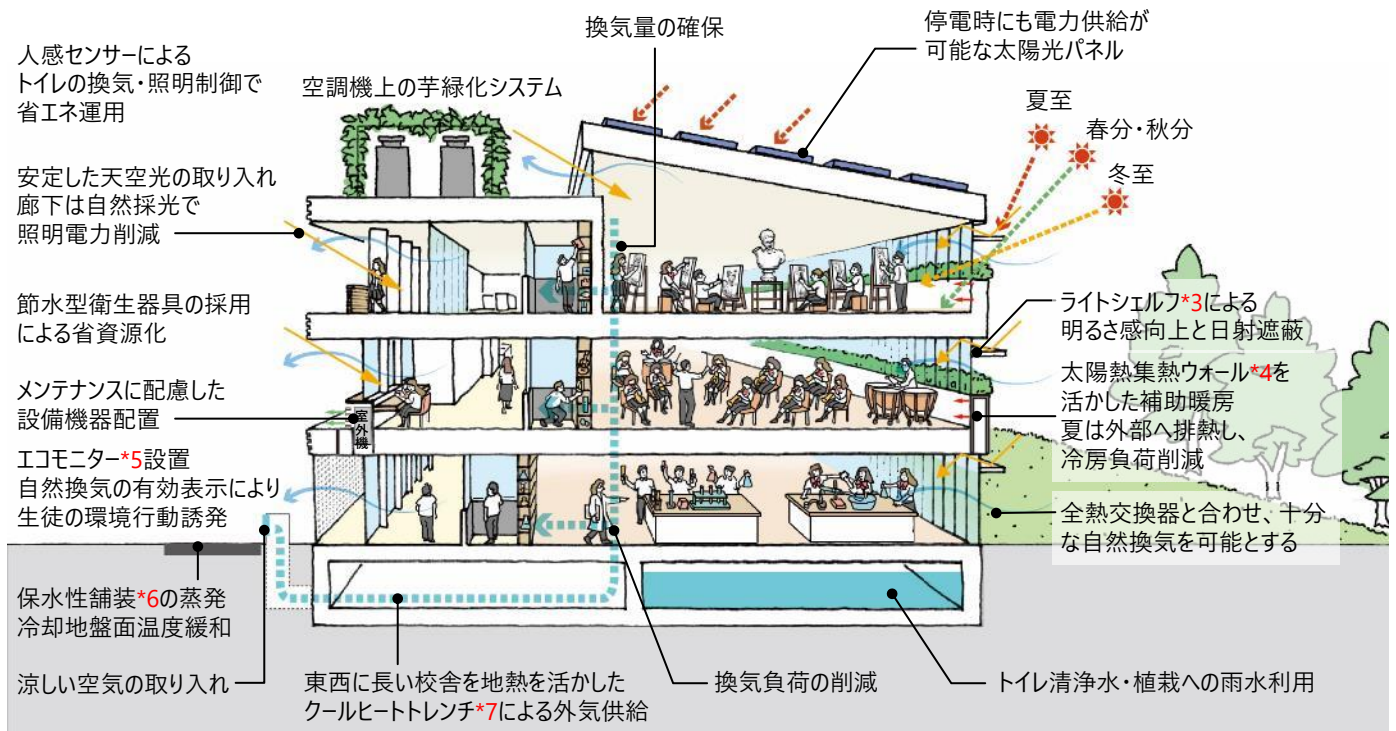 人感センサーによる
トイレの換気・照明制御で
省エネ運用
換気量の確保
停電時にも電力供給が
可能な太陽光パネル
空調機上の芋緑化システム
夏至
春分・秋分
冬至
安定した天空光の取り入れ
廊下は自然採光で
照明電力削減
節水型衛生器具の採用
による省資源化
ライトシェルフ*3による
明るさ感向上と日射遮蔽
メンテナンスに配慮した
設備機器配置
室外機
太陽熱集熱ウォール*4を
活かした補助暖房
夏は外部へ排熱し、
冷房負荷削減
エコモニター*5設置
自然換気の有効表示により
生徒の環境行動誘発
全熱交換器と合わせ、十分
な自然換気を可能とする
保水性舗装*6の蒸発
冷却地盤面温度緩和
涼しい空気の取り入れ
東西に長い校舎を地熱を活かした
クールヒートトレンチ*7による外気供給
換気負荷の削減
トイレ清浄水・植栽への雨水利用